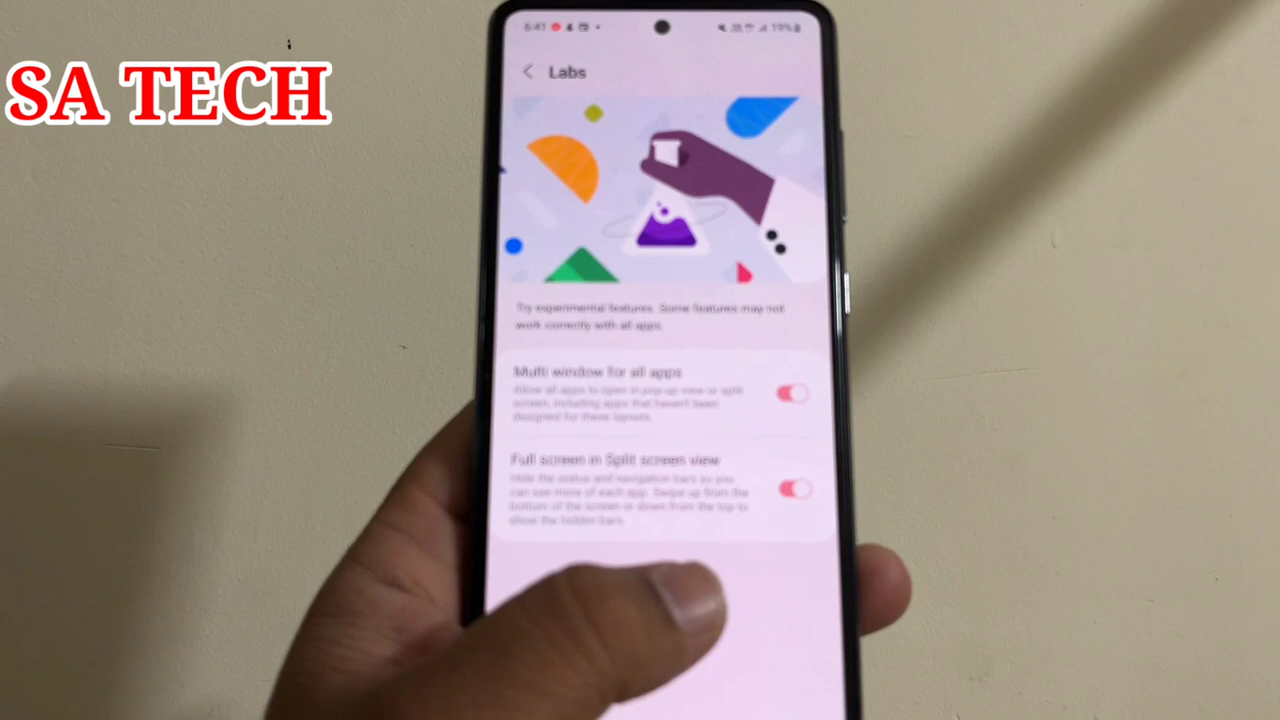 SA TECH
6:41
19%
Labs
Try experimental features. Some features may not
work correctly with all apps.
Multi window for all apps
Allow all apps to open in pop-up view or split
screen, including apps that haven't been
designed for these layouts.
Full screen in Split screen view
Hide the status and navigation bars so you
can see more of each app. Swipe up from the
bottom of the screen or down from the top to
show the hidden bars.